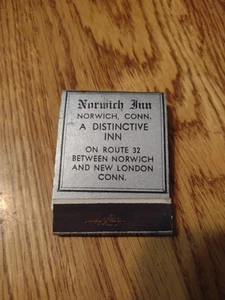 Norwich Inn
NORWICH, CONN.
A DISTINCTIVE
INN
ON ROUTE 32
BETWEEN NORWICH
AND NEW LONDON
CONN.